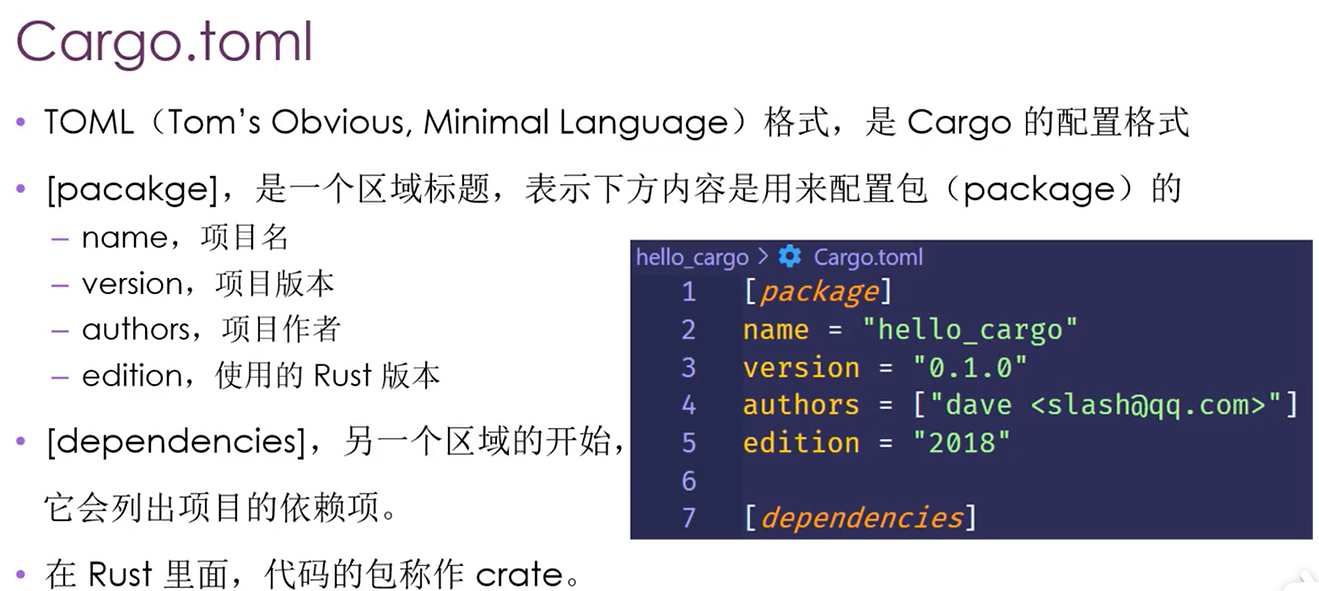 Cargo.toml
• TOML（Tom's Obvious, Minimal Language）格式，是 Cargo 的配置格式
• [pacakge]，是一个区域标题，表示下方内容是用来配置包（package）的
– name，项目名
– version，项目版本
– authors，项目作者
– edition，使用的 Rust 版本
• [dependencies]，另一个区域的开始，
它会列出项目的依赖项。
• 在 Rust 里面，代码的包称作 crate。
hello_cargo > Cargo.toml
1 [package]
2 name = "hello_cargo"
3 version = "0.1.0"
4 authors = ["dave <slash@qq.com>"]
5 edition = "2018"
6
7 [dependencies]